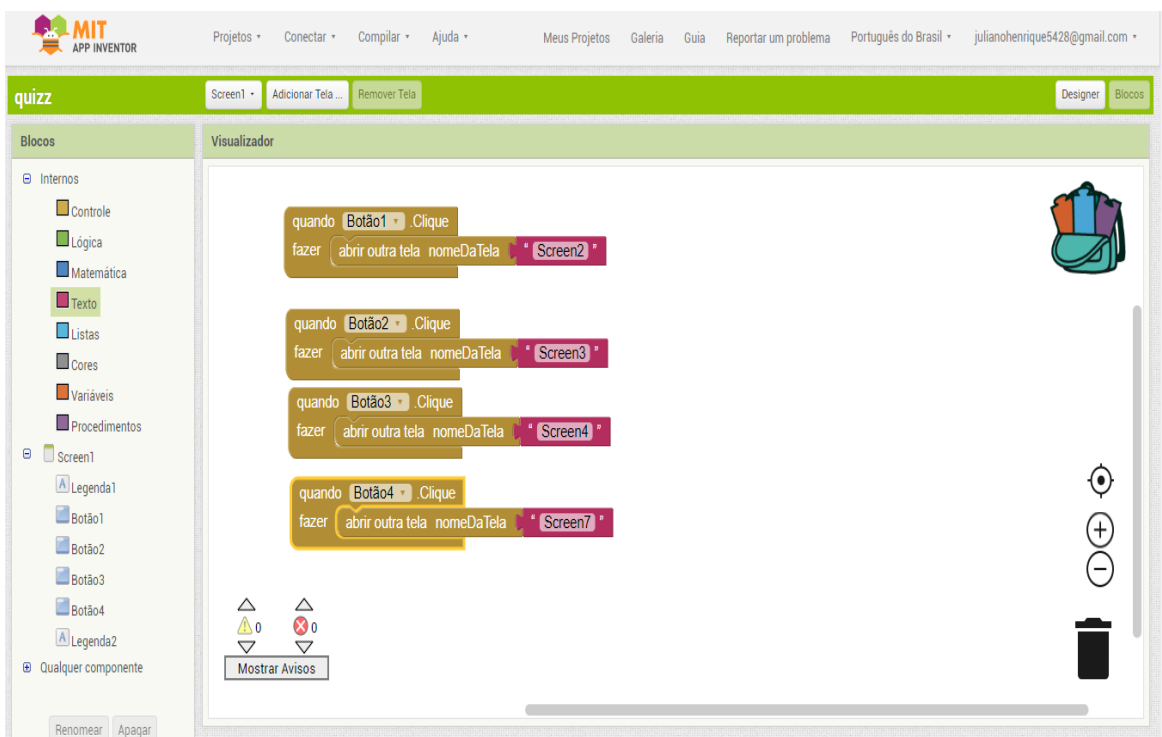 MIT
APP INVENTOR
Projetos Conectar Compilar Ajuda Meus Projetos Galeria Guia Reportar um problema Português do Brasil julianohenrique5428@gmail.com
quizz Screen1 Adicionar Tela ... Remover Tela Designer Blocos
Blocos
Internos
Controle
Lógica
Matemática
Texto
Listas
Cores
Variáveis
Procedimentos
Screen1
A Legenda1
Botão1
Botão2
Botão3
Botão4
A Legenda2
Qualquer componente
Renomear Apagar
Visualizador
quando Botão1 .Clique
fazer abrir outra tela nomeDaTela " Screen2 "
quando Botão2 .Clique
fazer abrir outra tela nomeDaTela " Screen3 "
quando Botão3 .Clique
fazer abrir outra tela nomeDaTela " Screen4 "
quando Botão4 .Clique
fazer abrir outra tela nomeDaTela " Screen7 "
0 0
Mostrar Avisos